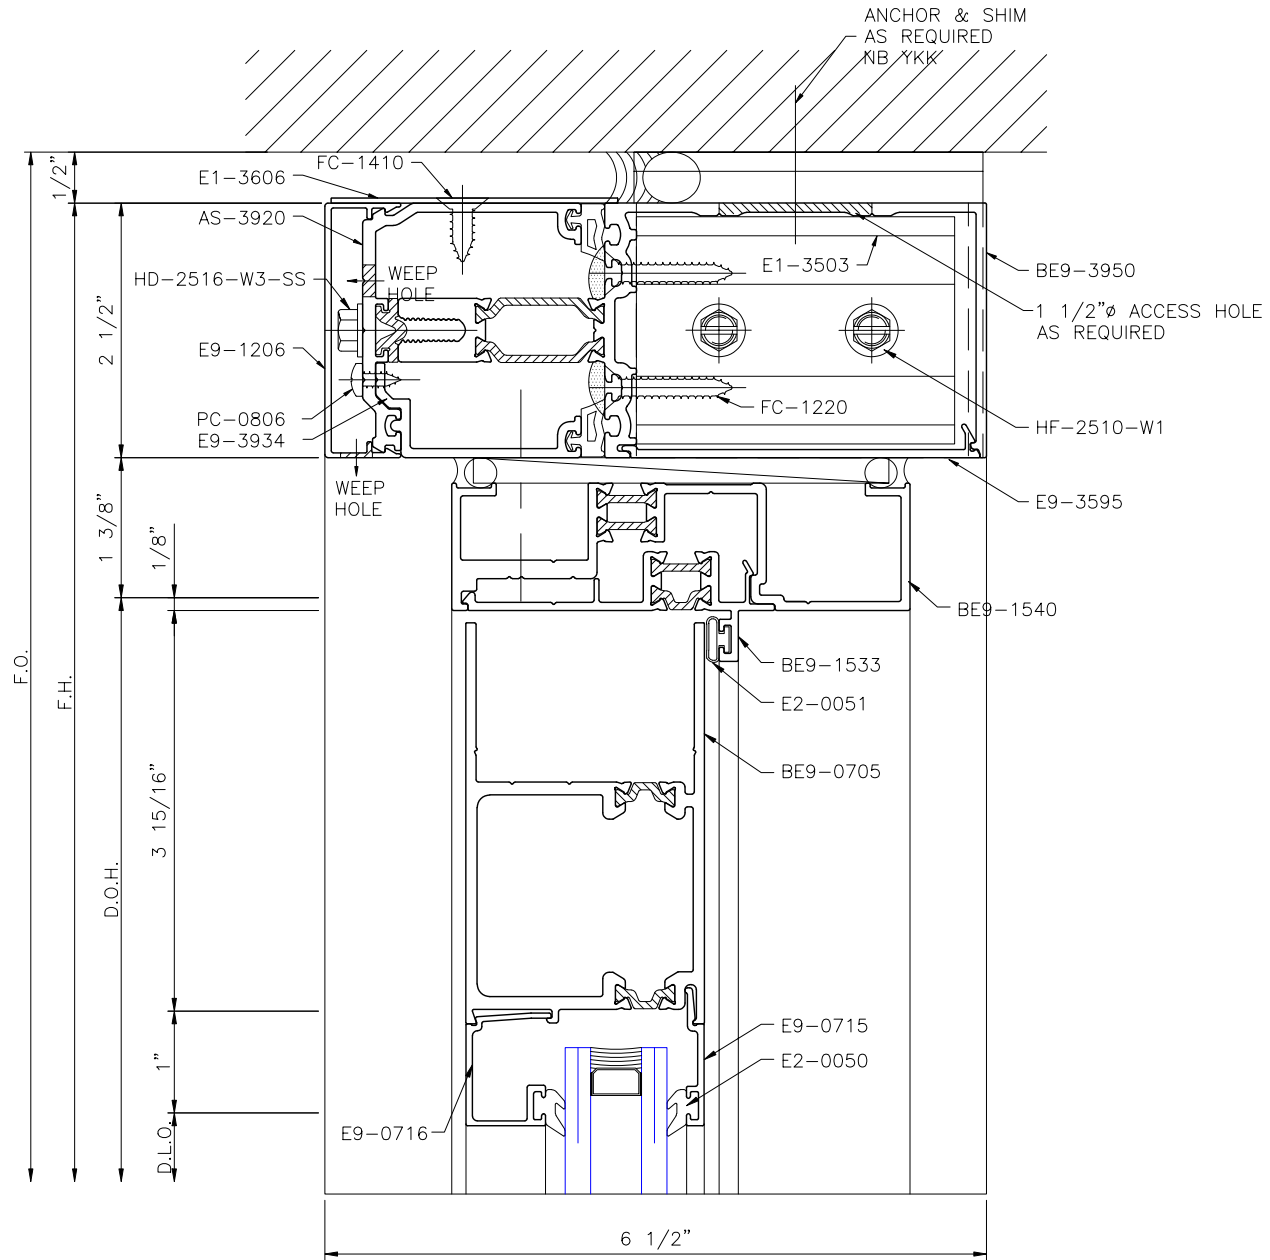 ANCHOR & SHIM
AS REQUIRED
NB YKK
FC-1410
E1-3606
AS-3920
HD-2516-W3-SS
WEEP
HOLE
E9-1206
PC-0806
E9-3934
WEEP
HOLE
E1-3503
BE9-3950
1 1/2"ø ACCESS HOLE
AS REQUIRED
FC-1220
HF-2510-W1
E9-3595
BE9-1540
BE9-1533
E2-0051
BE9-0705
E9-0715
E2-0050
E9-0716
1/2"
2 1/2"
1 3/8"
1/8"
F.O.
F.H.
D.O.H.
3 15/16"
1"
D.L.O.
6 1/2"